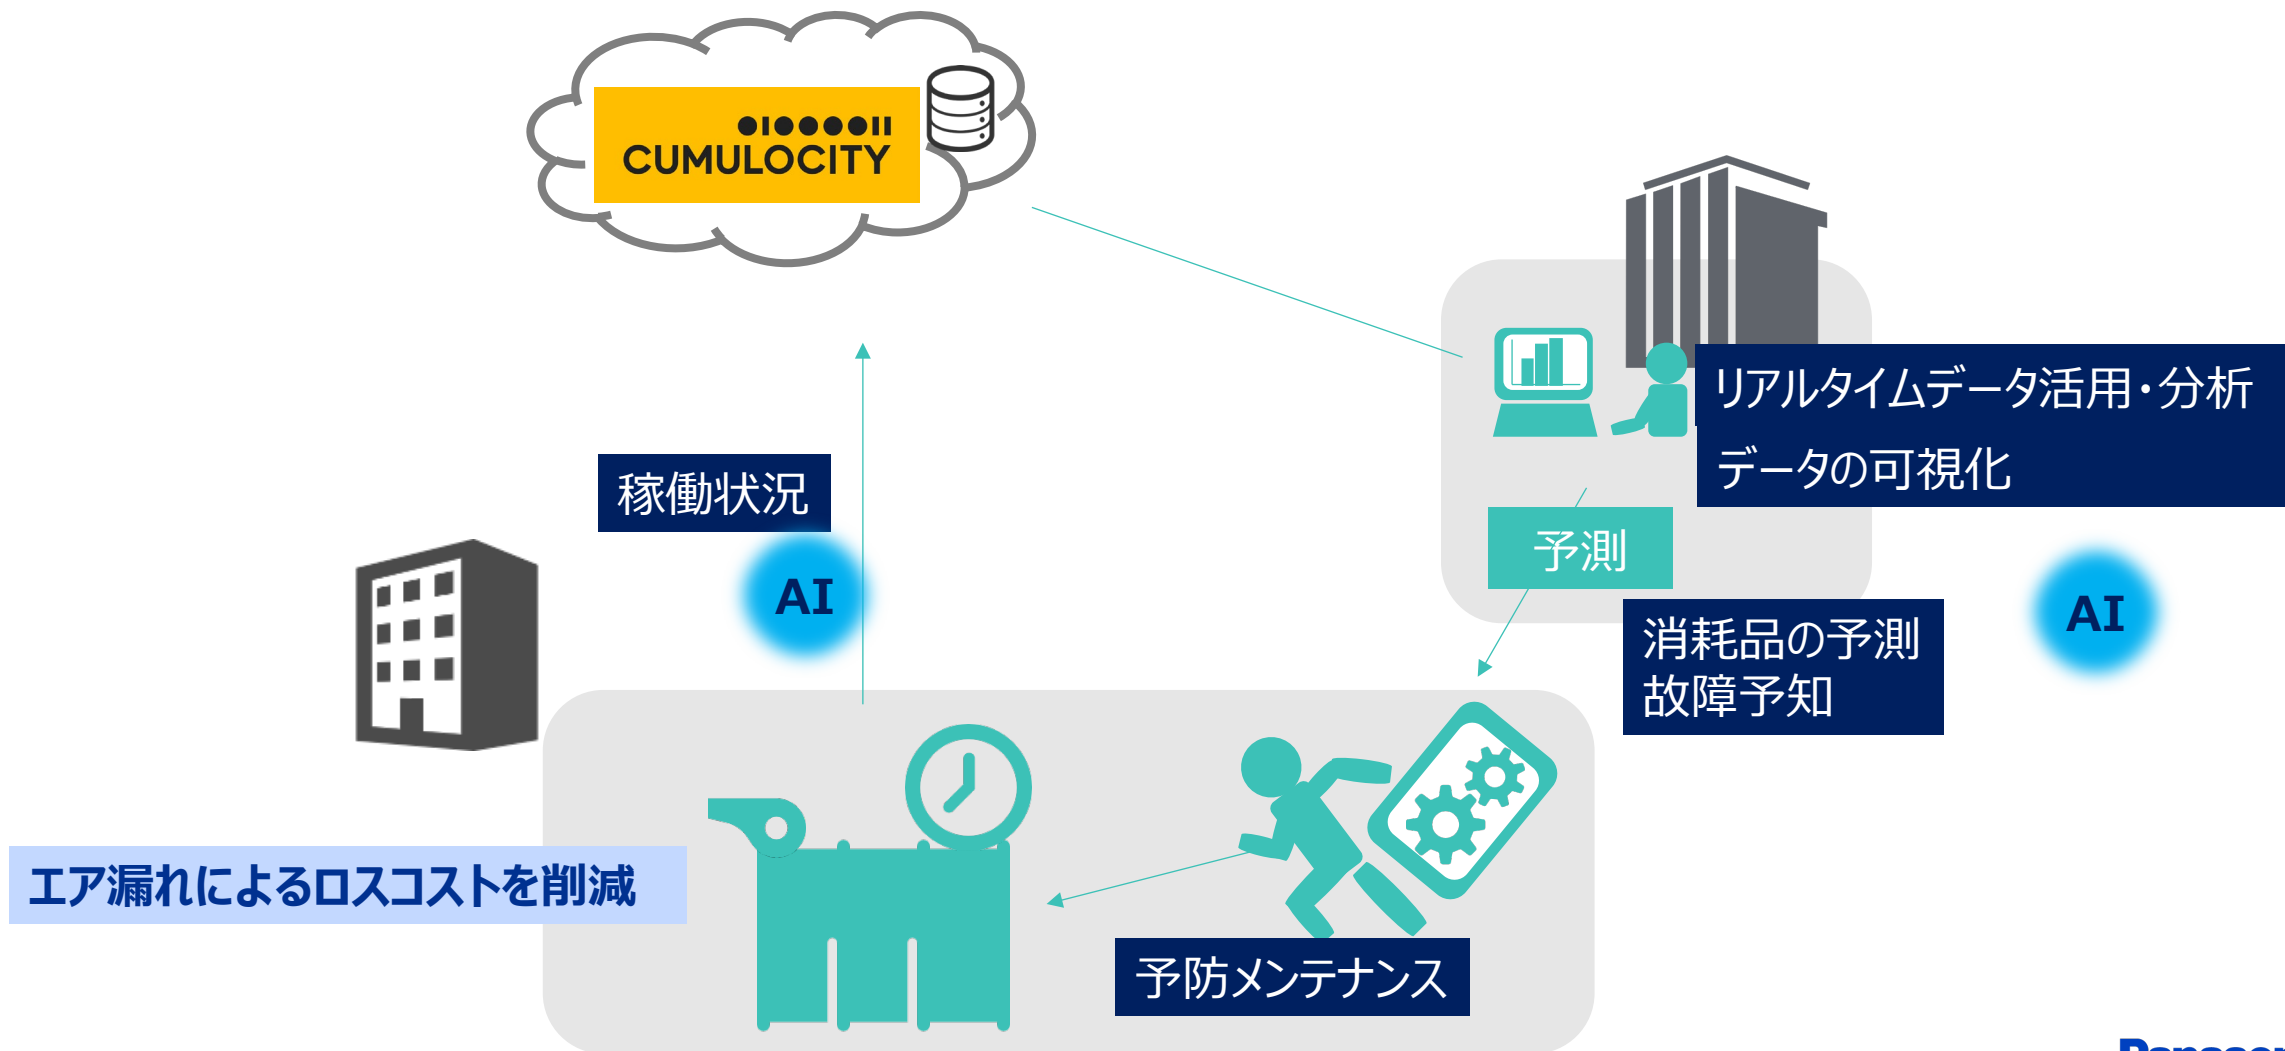 CUMULOCITY
リアルタイムデータ活用・分析
データの可視化
稼働状況
予測
AI
AI
消耗品の予測
故障予知
エア漏れによるロスコストを削減
予防メンテナンス